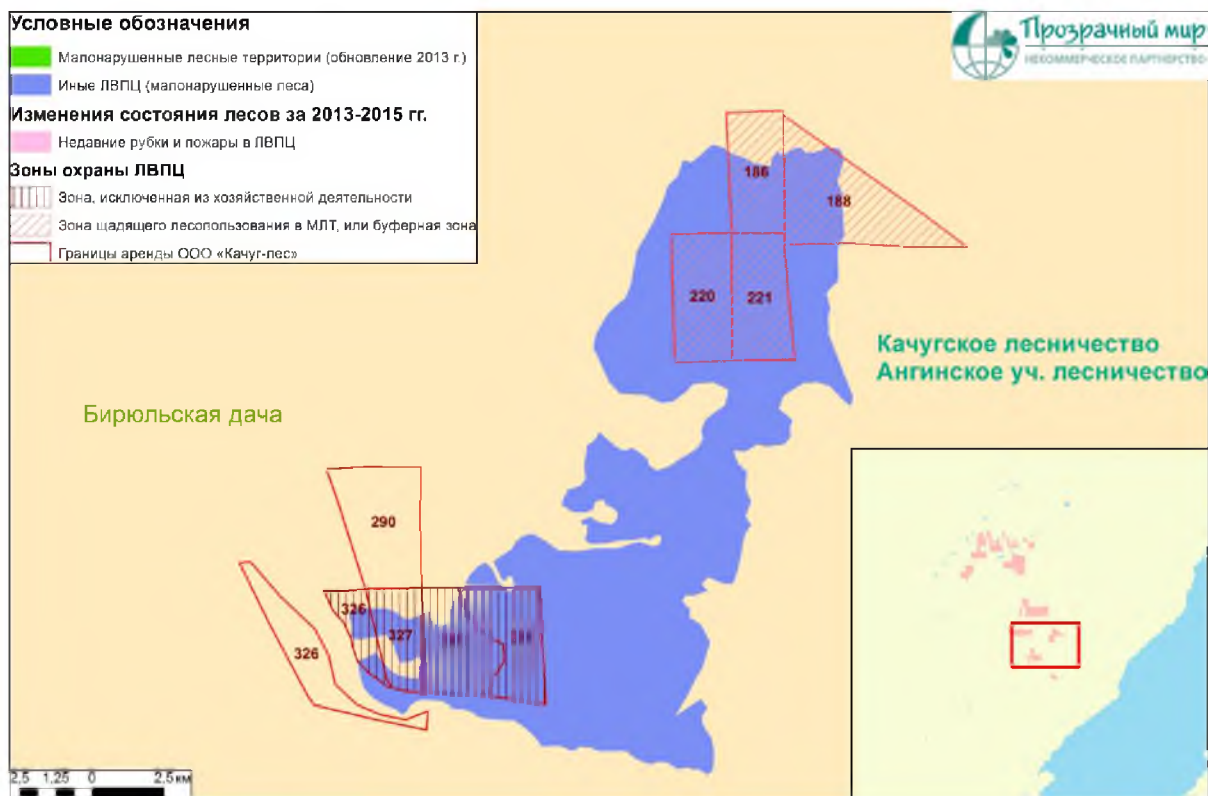 Условные обозначения
Малонарушенные лесные территории (обновление 2013 г.)
Иные ЛВПЦ (малонарушенные леса)
Изменения состояния лесов за 2013-2015 гг.
Недавние рубки и пожары в ЛВПЦ
Зоны охраны ЛВПЦ
Зона, исключенная из хозяйственной деятельности
Зона щадящего лесопользования в МЛТ, или буферная зона
Границы аренды ООО «Качуг-лес»
Прозрачный мир
НЕКОММЕРЧЕСКОЕ ПАРТНЕРСТВО
186
188
220
221
Качугское лесничество
Ангинское уч. лесничество
Бирюльская дача
290
326
327
326
2,5 1,25 0 2,5 км